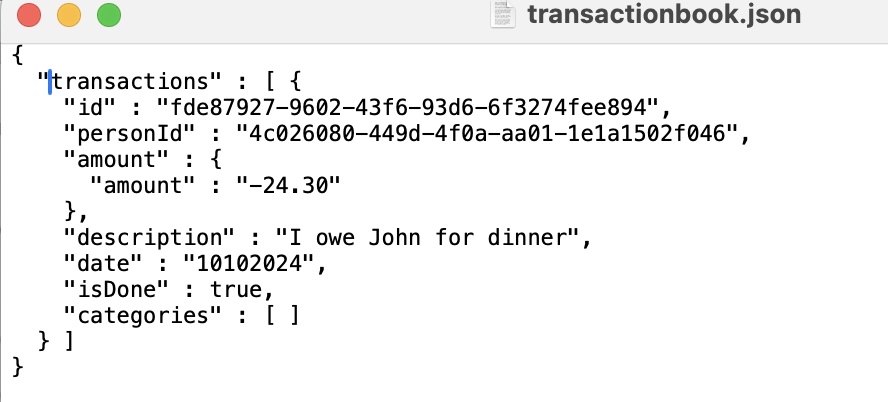 transactionbook.json
{
  "transactions" : [ {
    "id" : "fde87927-9602-43f6-93d6-6f3274fee894",
    "personId" : "4c026080-449d-4f0a-aa01-1e1a1502f046",
    "amount" : {
      "amount" : "-24.30"
    },
    "description" : "I owe John for dinner",
    "date" : "10102024",
    "isDone" : true,
    "categories" : [ ]
  } ]
}